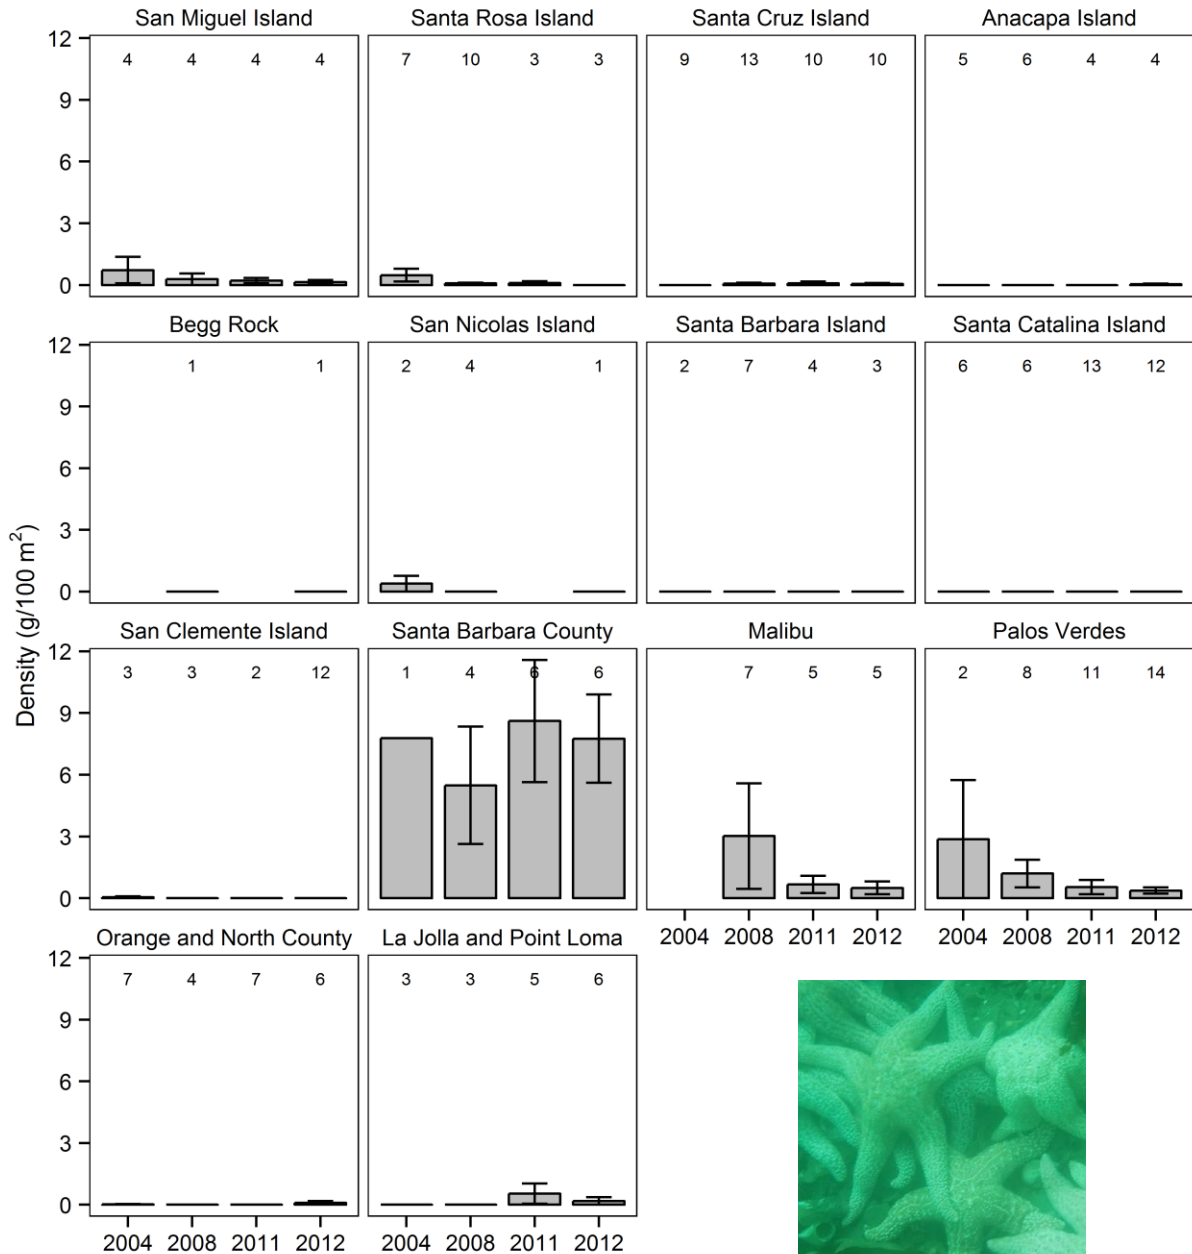 San Miguel Island Santa Rosa Island Santa Cruz Island Anacapa Island
12 4 4 4 4 7 10 3 3 9 13 10 10 5 6 4 4
9
6
3
0
Begg Rock San Nicolas Island Santa Barbara Island Santa Catalina Island
12 1 1 2 4 1 2 7 4 3 6 6 13 12
9
6
3
0
Density (g/100 m²)
San Clemente Island Santa Barbara County Malibu Palos Verdes
12 3 3 2 12 1 4 6 6 7 5 5 2 8 11 14
9
6
3
0
2004 2008 2011 2012 2004 2008 2011 2012
Orange and North County La Jolla and Point Loma
12 7 4 7 6 3 3 5 6
9
6
3
0
2004 2008 2011 2012 2004 2008 2011 2012